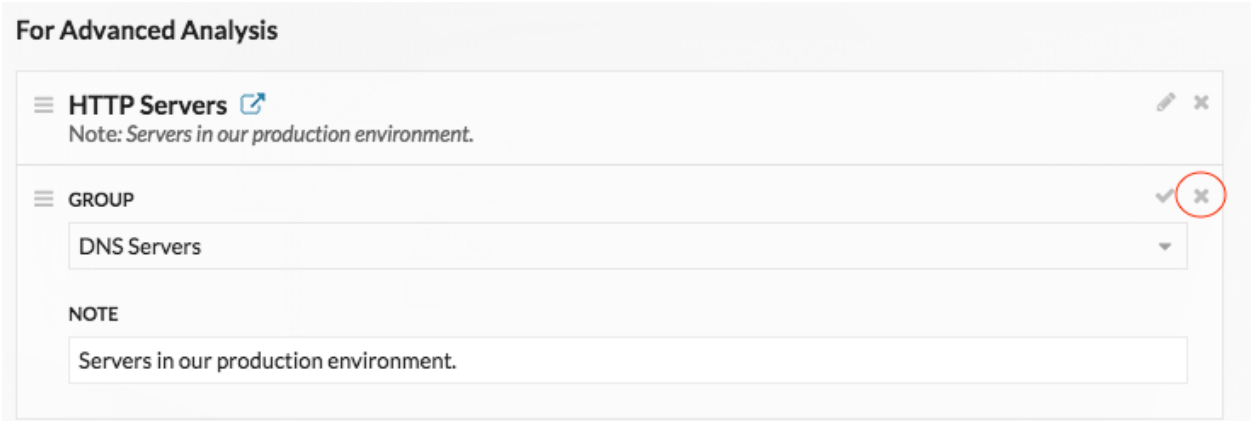 For Advanced Analysis
HTTP Servers
Note: Servers in our production environment.
GROUP
DNS Servers
NOTE
Servers in our production environment.